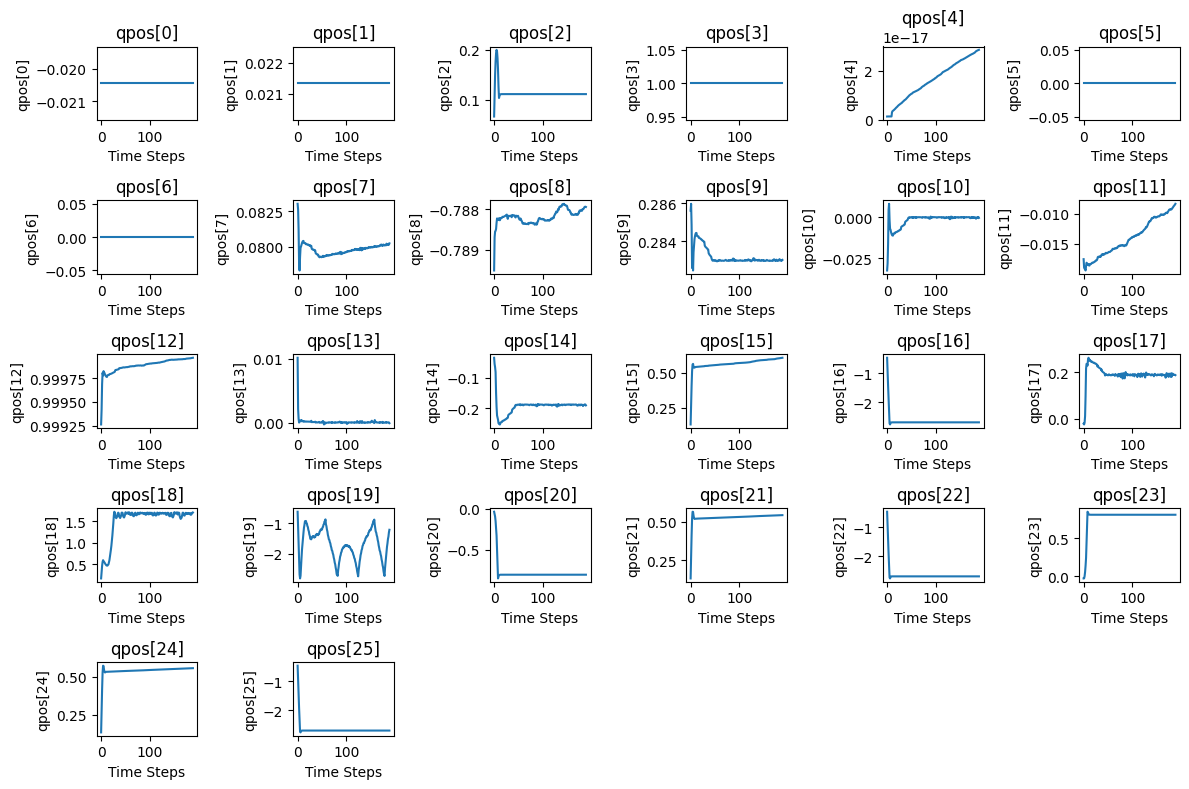 qpos[0] qpos[1] qpos[2] qpos[3] qpos[4] qpos[5]
1e−17
qpos[0] −0.020 −0.021 qpos[1] 0.022 0.021 qpos[2] 0.2 0.1 qpos[3] 1.05 1.00 0.95 qpos[4] 2 0 qpos[5] 0.05 0.00 −0.05
0 100 0 100 0 100 0 100 0 100 0 100
Time Steps Time Steps Time Steps Time Steps Time Steps Time Steps
qpos[6] qpos[7] qpos[8] qpos[9] qpos[10] qpos[11]
qpos[6] 0.05 0.00 −0.05 qpos[7] 0.0825 0.0800 qpos[8] −0.788 −0.789 qpos[9] 0.286 0.284 qpos[10] 0.000 −0.025 qpos[11] −0.010 −0.015
0 100 0 100 0 100 0 100 0 100 0 100
Time Steps Time Steps Time Steps Time Steps Time Steps Time Steps
qpos[12] qpos[13] qpos[14] qpos[15] qpos[16] qpos[17]
qpos[12] 0.99975 0.99950 0.99925 qpos[13] 0.01 0.00 qpos[14] −0.1 −0.2 qpos[15] 0.50 0.25 qpos[16] −1 −2 qpos[17] 0.2 0.0
0 100 0 100 0 100 0 100 0 100 0 100
Time Steps Time Steps Time Steps Time Steps Time Steps Time Steps
qpos[18] qpos[19] qpos[20] qpos[21] qpos[22] qpos[23]
qpos[18] 1.5 1.0 0.5 qpos[19] −1 −2 qpos[20] 0.0 −0.5 qpos[21] 0.50 0.25 qpos[22] −1 −2 qpos[23] 0.5 0.0
0 100 0 100 0 100 0 100 0 100 0 100
Time Steps Time Steps Time Steps Time Steps Time Steps Time Steps
qpos[24] qpos[25]
qpos[24] 0.50 0.25 qpos[25] −1 −2
0 100 0 100
Time Steps Time Steps